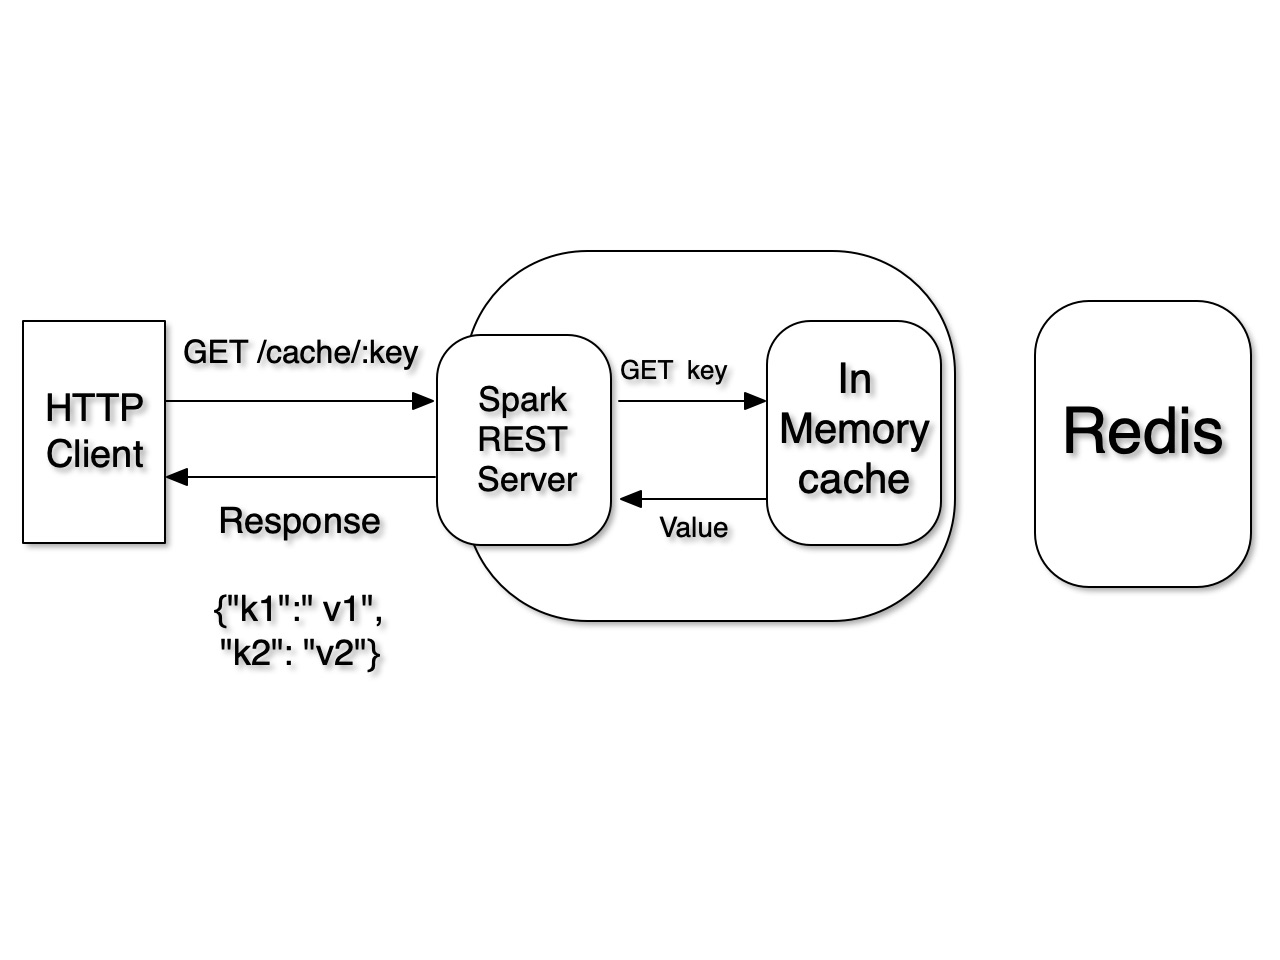 HTTP
Client
GET /cache/:key
Response
{"k1":" v1",
"k2": "v2"}
Spark
REST
Server
GET  key
Value
In
Memory
cache
Redis